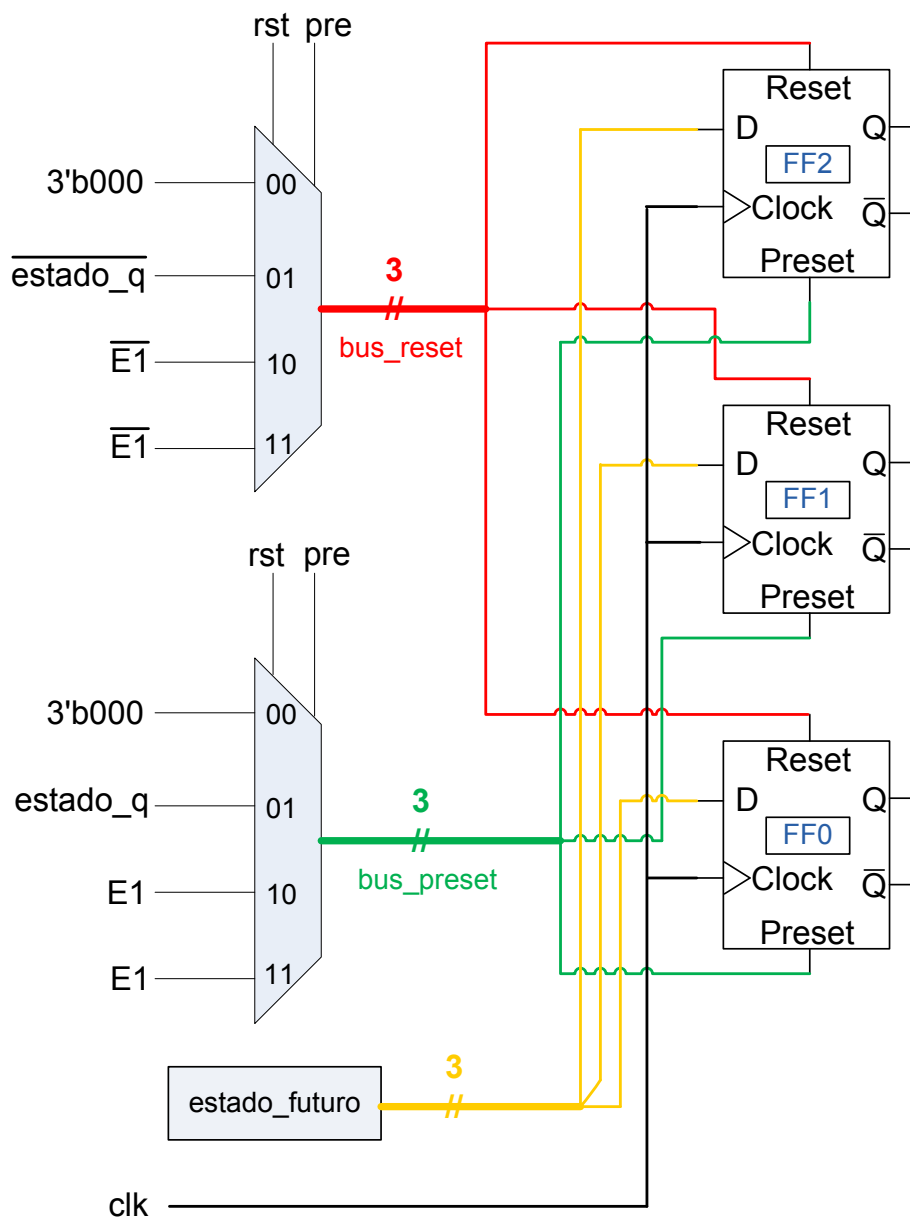 rst pre
3'b000
00
estado_q
01
E1
10
E1
11
3
//
bus_reset
Reset
D
Q
FF2
Clock
Q
Preset
Reset
D
Q
FF1
Clock
Q
Preset
rst pre
3'b000
00
estado_q
01
E1
10
E1
11
3
//
bus_preset
Reset
D
Q
FF0
Clock
Q
Preset
estado_futuro
3
//
clk